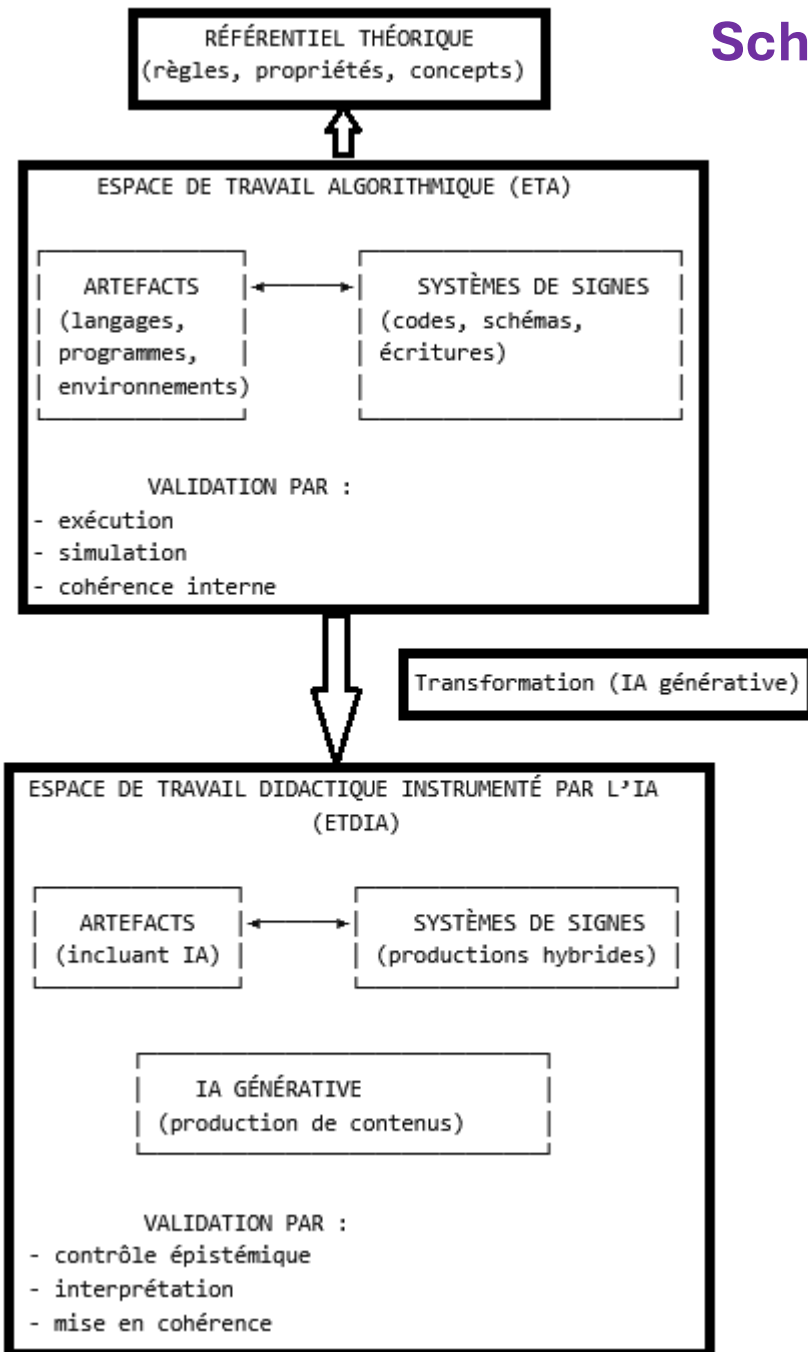 Sch
RÉFÉRENTIEL THÉORIQUE
(règles, propriétés, concepts)
ESPACE DE TRAVAIL ALGORITHMIQUE (ETA)
ARTEFACTS
(langages,
programmes,
environnements)
SYSTÈMES DE SIGNES
(codes, schémas,
écritures)
VALIDATION PAR :
- exécution
- simulation
- cohérence interne
Transformation (IA générative)
ESPACE DE TRAVAIL DIDACTIQUE INSTRUMENTÉ PAR L’IA
(ETDIA)
ARTEFACTS
(incluant IA)
SYSTÈMES DE SIGNES
(productions hybrides)
IA GÉNÉRATIVE
(production de contenus)
VALIDATION PAR :
- contrôle épistémique
- interprétation
- mise en cohérence